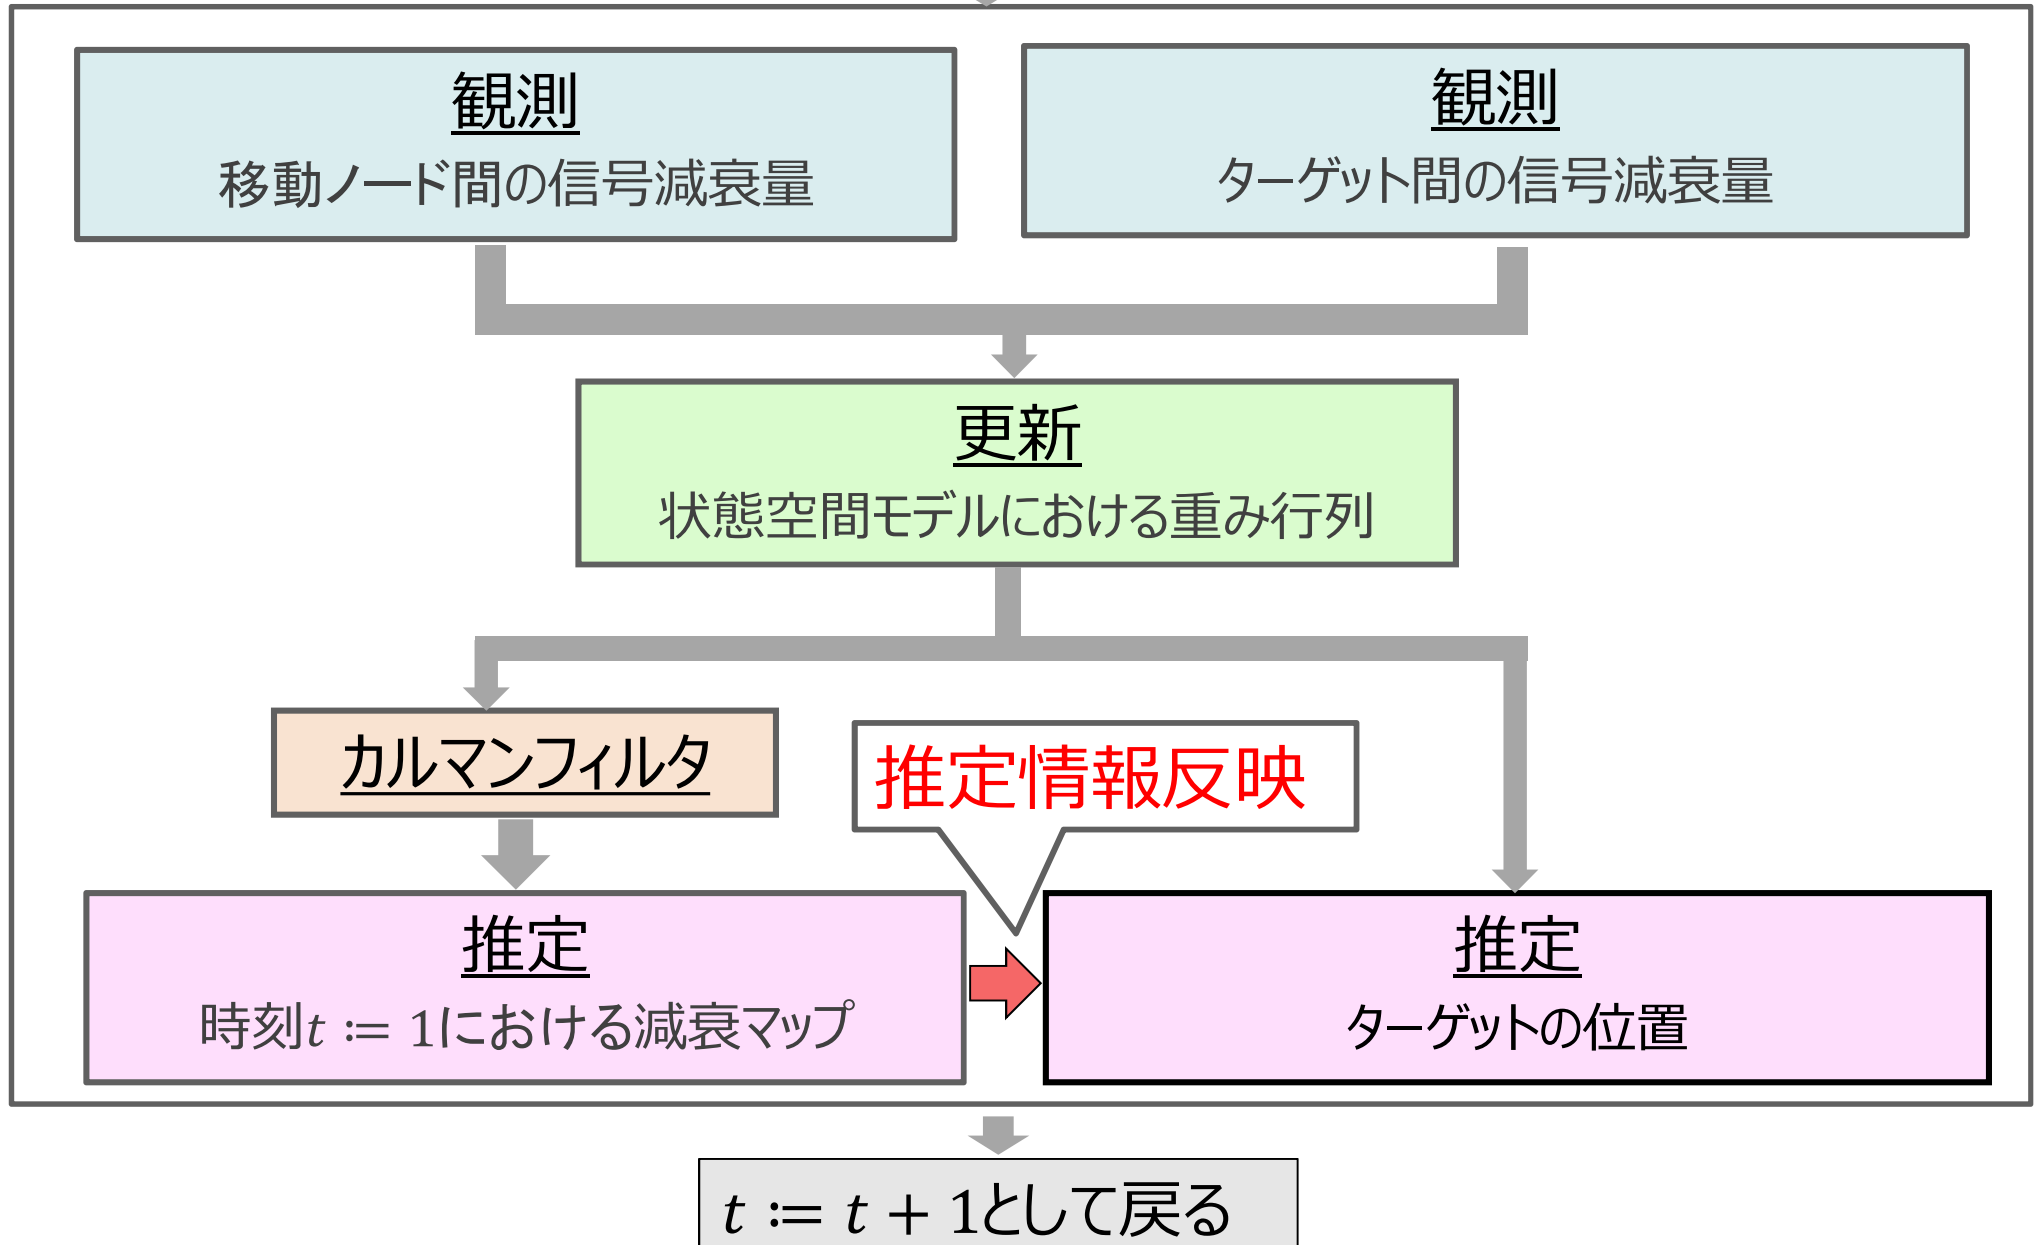 観測
移動ノード間の信号減衰量
観測
ターゲット間の信号減衰量
更新
状態空間モデルにおける重み行列
カルマンフィルタ
推定情報反映
推定
時刻t := 1における減衰マップ
推定
ターゲットの位置
t := t + 1として戻る